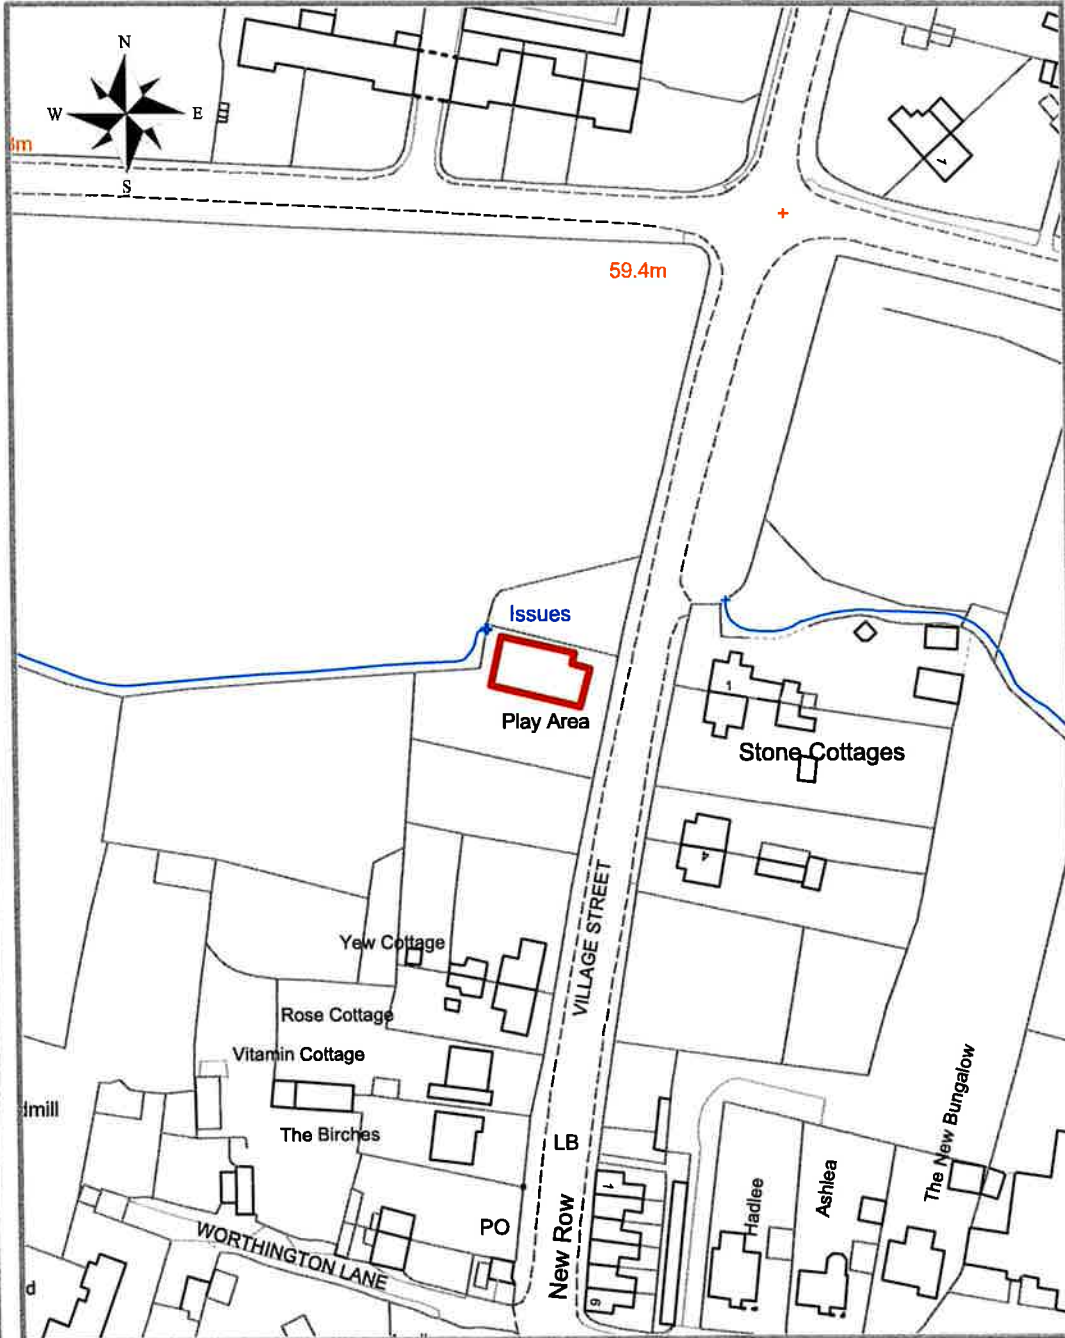 N
W
E
S
1
59.4m
Issues
Play Area
1
Stone Cottages
4
VILLAGE STREET
Yew Cottage
Rose Cottage
Vitamin Cottage
The Birches
LB
The New Bungalow
1
Ashlea
Hadlee
PO
New Row
WORTHINGTON LANE
9
d